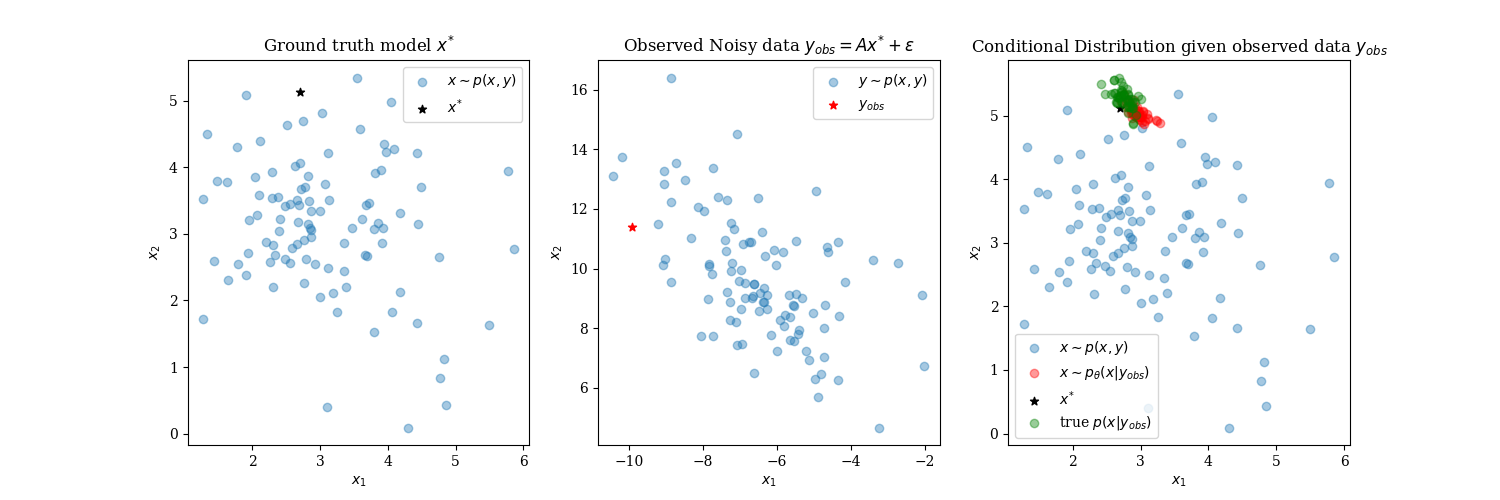 Ground truth model x*
x ~ p(x, y)
x*
5
4
3
2
1
0
x₂
2 3 4 5 6
x₁
Observed Noisy data y_obs = Ax* + ε
y ~ p(x, y)
y_obs
16
14
12
10
8
6
x₂
−10 −8 −6 −4 −2
x₁
Conditional Distribution given observed data y_obs
5
4
3
2
1
0
x₂
x ~ p(x, y)
x ~ p_θ(x|y_obs)
x*
true p(x|y_obs)
2 3 4 5 6
x₁